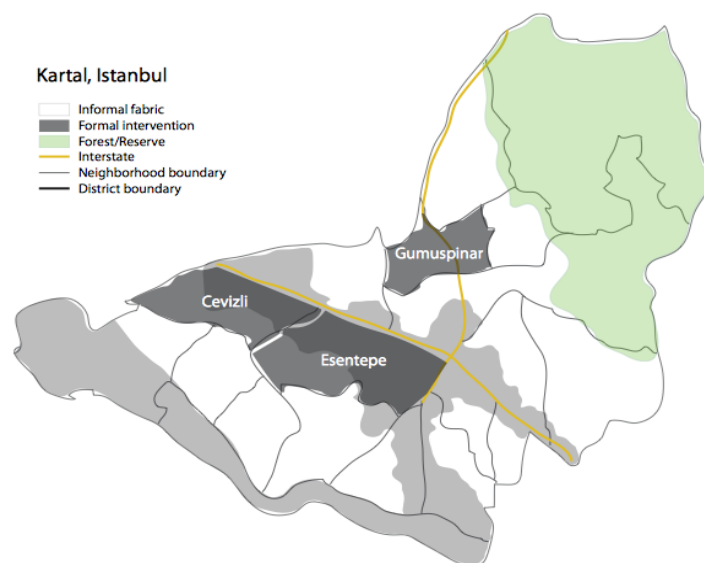 Kartal, Istanbul
Informal fabric
Formal intervention
Forest/Reserve
Interstate
Neighborhood boundary
District boundary
Gumuspinar
Cevizli
Esentepe